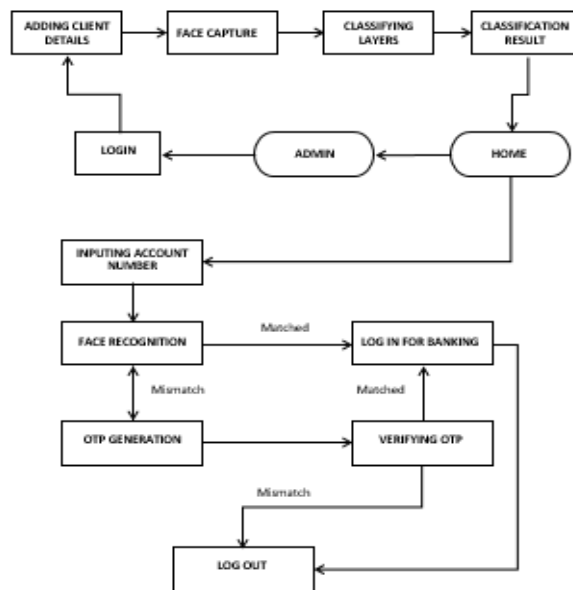 ADDING CLIENT
DETAILS
FACE CAPTURE
CLASSIFYING
LAYERS
CLASSIFICATION
RESULT
LOGIN
ADMIN
HOME
INPUTING ACCOUNT
NUMBER
FACE RECOGNITION
Matched
LOG IN FOR BANKING
Mismatch
Matched
OTP GENERATION
VERIFYING OTP
Mismatch
LOG OUT